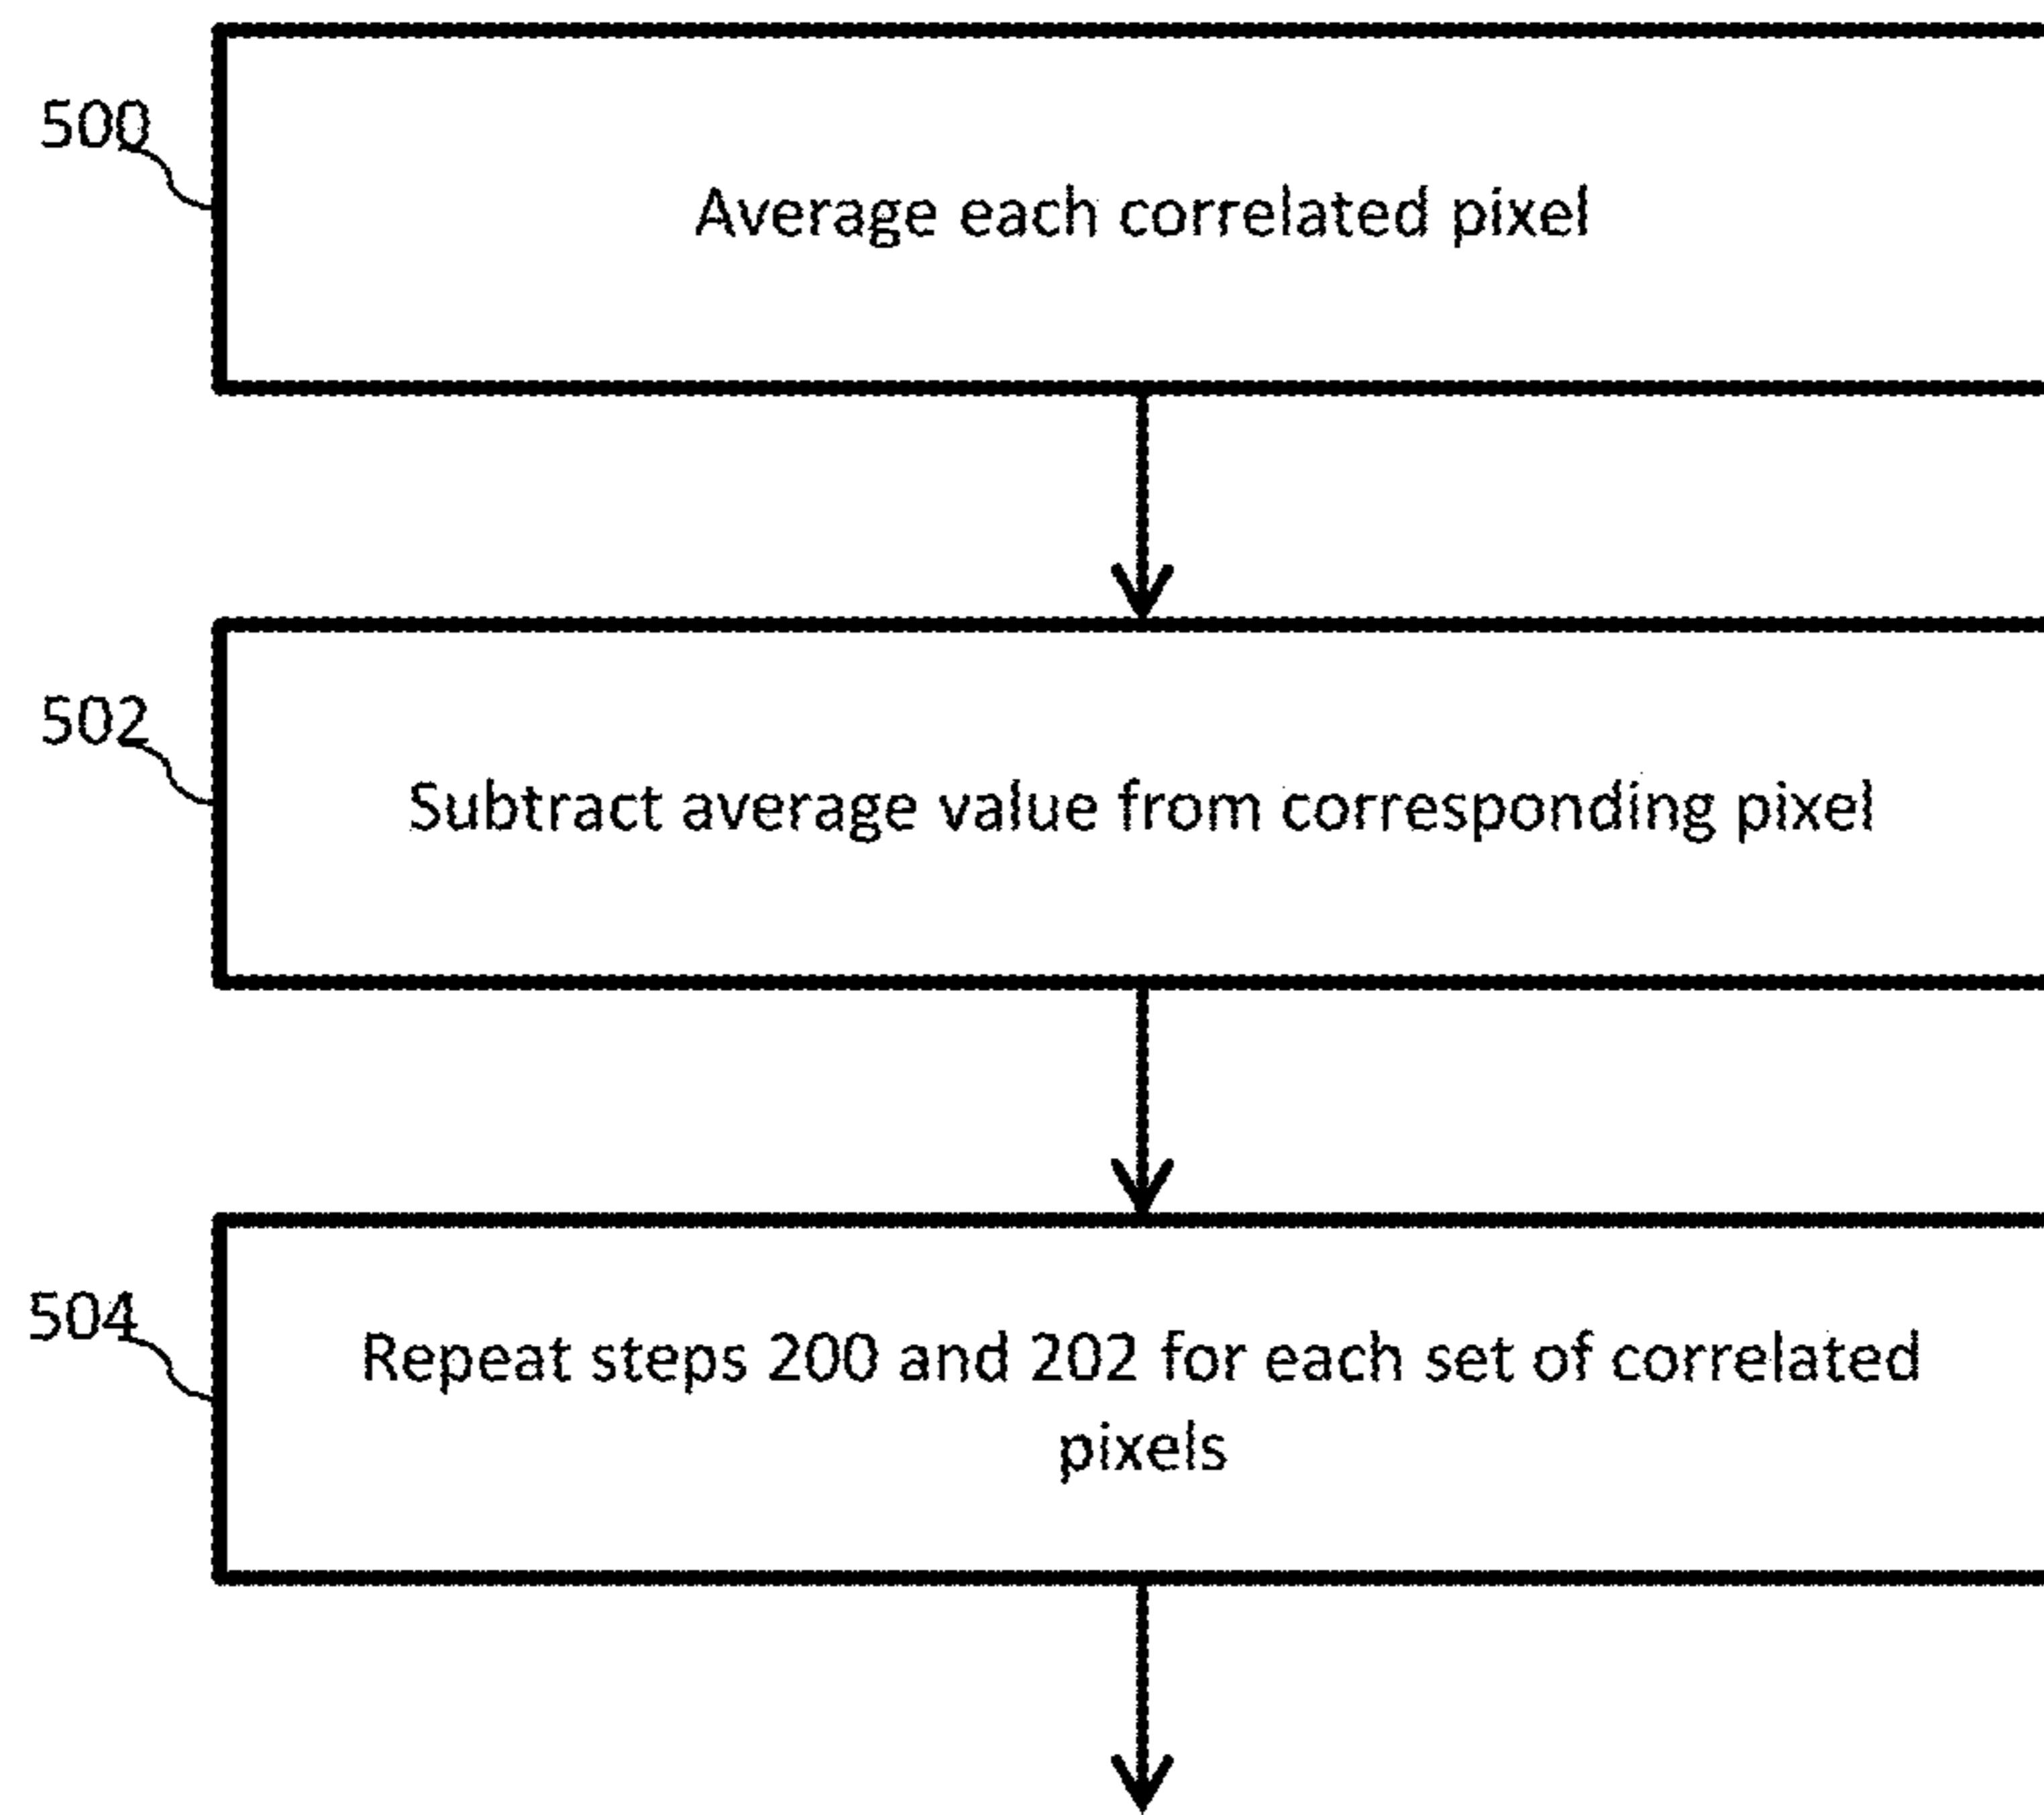 500
Average each correlated pixel
502
Subtract average value from corresponding pixel
504
Repeat steps 200 and 202 for each set of correlated
pixels